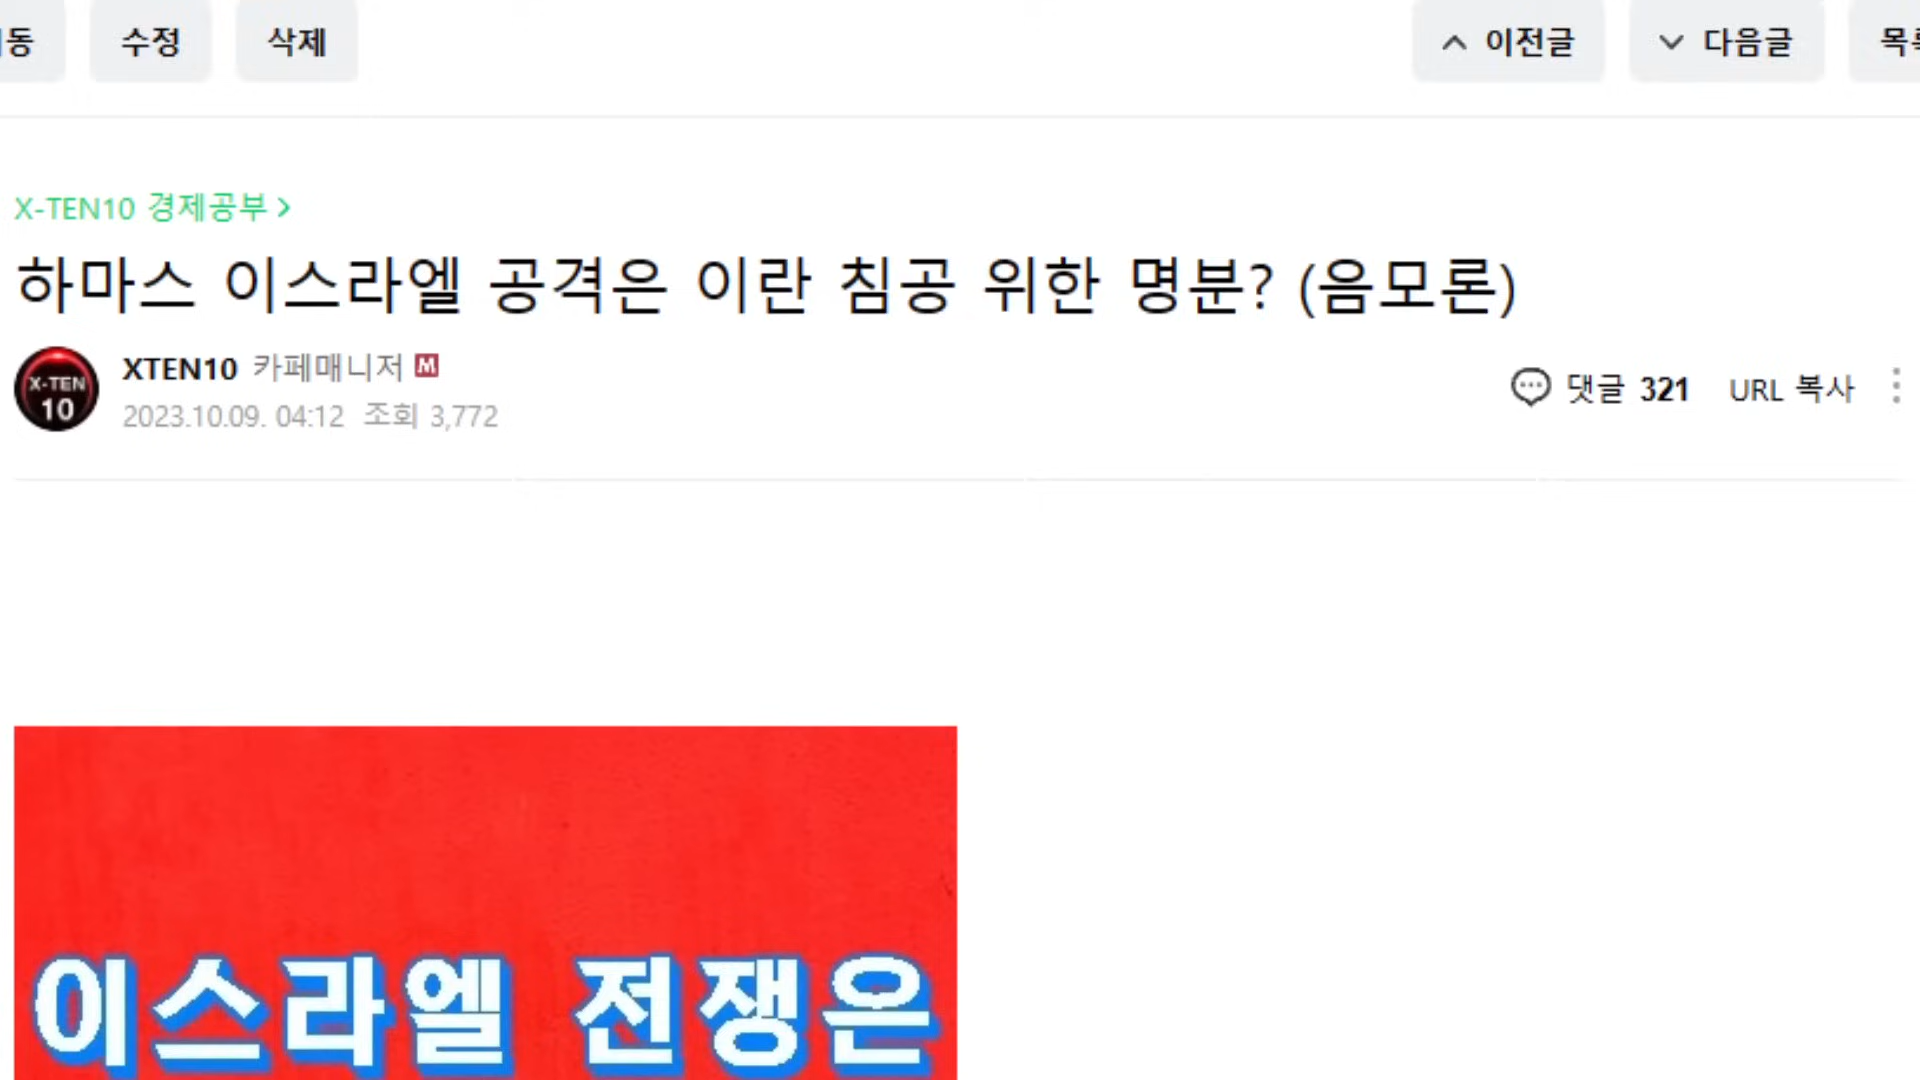 동 수정 삭제 이전글 다음글
X-TEN10 경제공부 >
하마스 이스라엘 공격은 이란 침공 위한 명분? (음모론)
X-TEN 10
XTEN10 카페매니저 M
2023.10.09. 04:12 조회 3,772
댓글 321 URL 복사
이스라엘 전쟁은